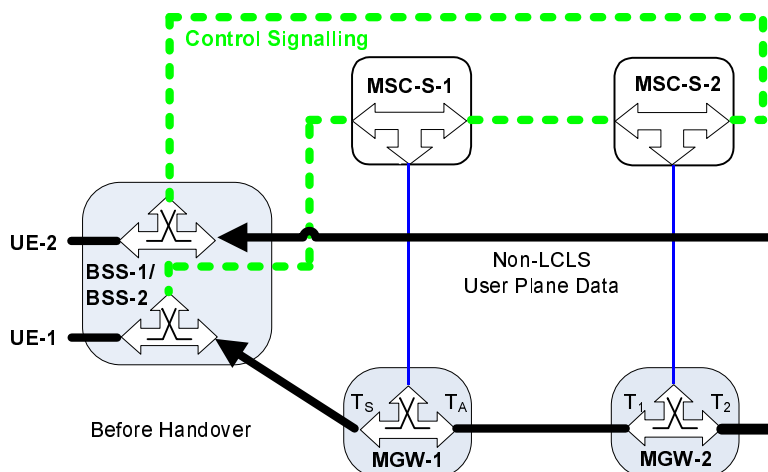 Control Signalling
MSC-S-1
MSC-S-2
UE-2
BSS-1/
BSS-2
Non-LCLS
User Plane Data
UE-1
TS
TA
T1
T2
Before Handover
MGW-1
MGW-2